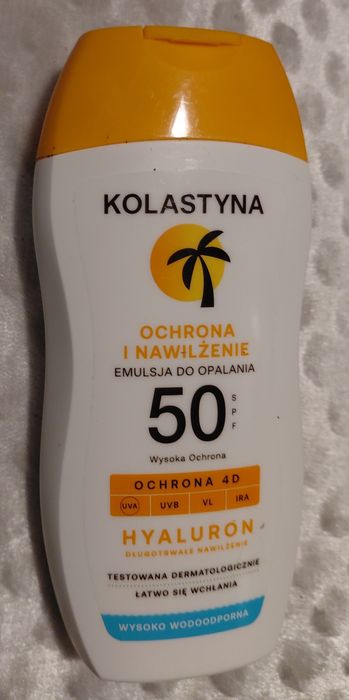 KOLASTYNA
OCHRONA
I NAWILŻENIE
EMULSJA DO OPALANIA
50 SPF
Wysoka Ochrona
OCHRONA 4D
UVA UVB VL IRA
HYALURON
DŁUGOTRWAŁE NAWILŻENIE
TESTOWANA DERMATOLOGICZNIE
ŁATWO SIĘ WCHŁANIA
WYSOKO WODOODPORNA